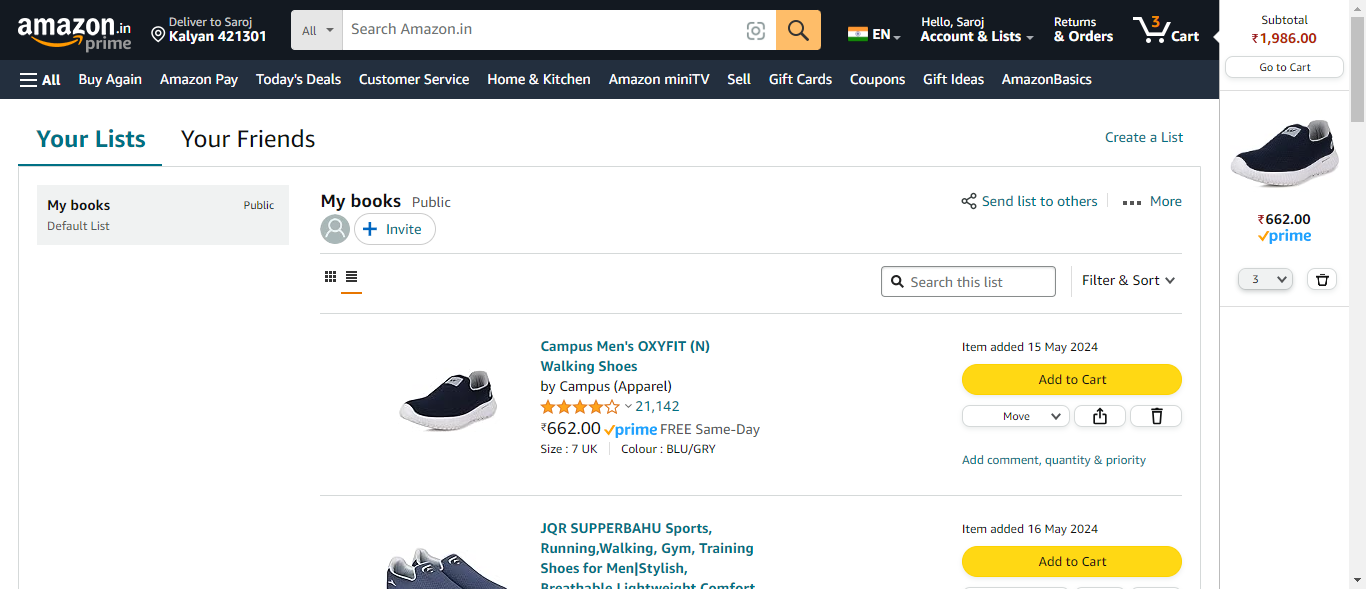 amazon.in
prime
Deliver to Saroj
Kalyan 421301
All
Search Amazon.in
EN
Hello, Saroj
Account & Lists
Returns
& Orders
3
Cart
Subtotal
₹1,986.00
Go to Cart
All
Buy Again
Amazon Pay
Today's Deals
Customer Service
Home & Kitchen
Amazon miniTV
Sell
Gift Cards
Coupons
Gift Ideas
AmazonBasics
Your Lists
Your Friends
Create a List
My books
Public
Default List
My books
Public
Send list to others
More
Invite
Search this list
Filter & Sort
₹662.00
prime
3
Campus Men's OXYFIT (N)
Walking Shoes
by Campus (Apparel)
21,142
₹662.00 prime FREE Same-Day
Size : 7 UK
Colour : BLU/GRY
Item added 15 May 2024
Add to Cart
Move
Add comment, quantity & priority
JQR SUPPERBAHU Sports,
Running,Walking, Gym, Training
Shoes for Men|Stylish,
Breathable Lightweight Comfort
Item added 16 May 2024
Add to Cart